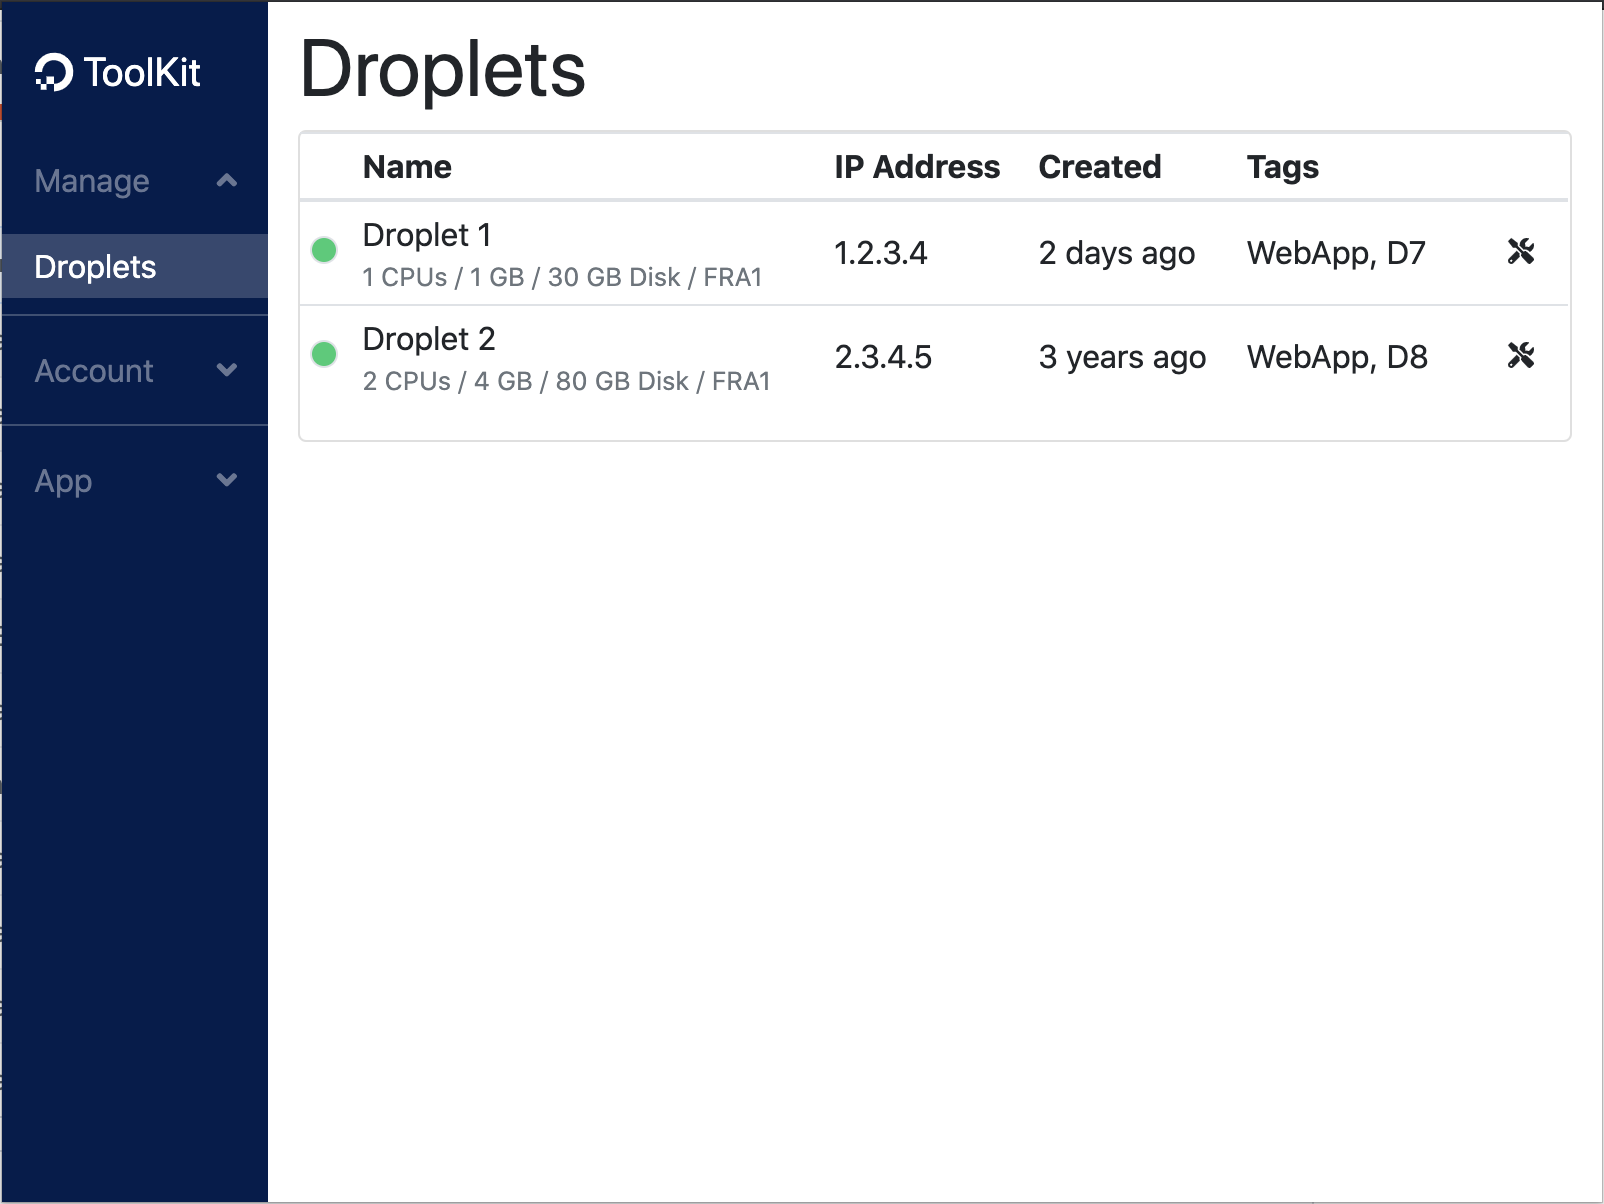 ToolKit
Manage
Droplets
Account
App
Droplets
Name IP Address Created Tags
Droplet 1
1 CPUs / 1 GB / 30 GB Disk / FRA1
1.2.3.4 2 days ago WebApp, D7
Droplet 2
2 CPUs / 4 GB / 80 GB Disk / FRA1
2.3.4.5 3 years ago WebApp, D8